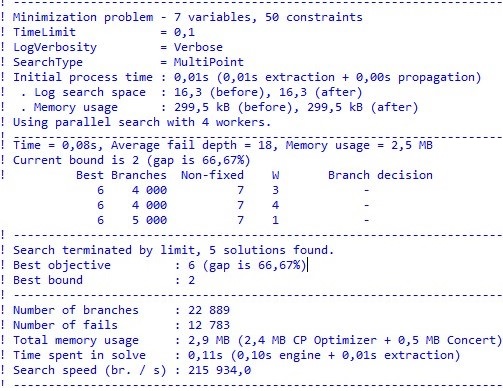 ! --------------------------------------------------------------------
! Minimization problem - 7 variables, 50 constraints
! TimeLimit            = 0,1
! LogVerbosity         = Verbose
! SearchType           = MultiPoint
! Initial process time : 0,01s (0,01s extraction + 0,00s propagation)
!  . Log search space  : 16,3 (before), 16,3 (after)
!  . Memory usage      : 299,5 kB (before), 299,5 kB (after)
! Using parallel search with 4 workers.
! --------------------------------------------------------------------
! Time = 0,08s, Average fail depth = 18, Memory usage = 2,5 MB
! Current bound is 2 (gap is 66,67%)
!          Best Branches  Non-fixed    W       Branch decision
             6    4 000          7    3            -
             6    4 000          7    4            -
             6    5 000          7    1            -
! --------------------------------------------------------------------
! Search terminated by limit, 5 solutions found.
! Best objective         : 6 (gap is 66,67%)
! Best bound             : 2
! --------------------------------------------------------------------
! Number of branches     : 22 889
! Number of fails        : 12 783
! Total memory usage     : 2,9 MB (2,4 MB CP Optimizer + 0,5 MB Concert)
! Time spent in solve    : 0,11s (0,10s engine + 0,01s extraction)
! Search speed (br. / s) : 215 934,0
! --------------------------------------------------------------------